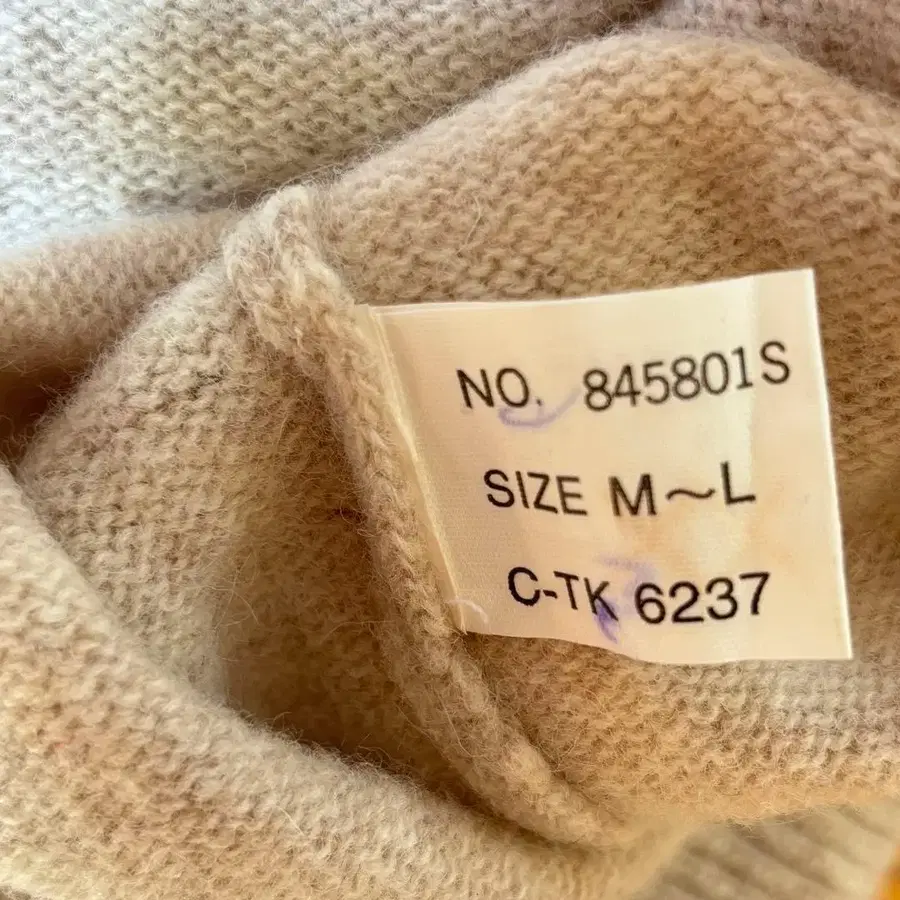 NO. 845801S
SIZE M～L
C-TK 6237